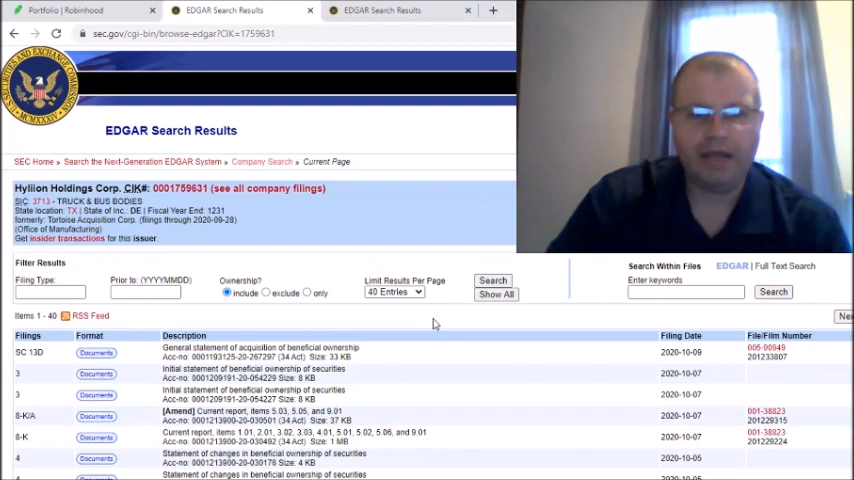 Portfolio | Robinhood
EDGAR Search Results
EDGAR Search Results
sec.gov/cgi-bin/browse-edgar?CIK=1759631
EDGAR Search Results
SEC Home » Search the Next-Generation EDGAR System » Company Search » Current Page
Hyliion Holdings Corp. CIK#: 0001759631 (see all company filings)
SIC: 3713 - TRUCK & BUS BODIES
State location: TX | State of Inc.: DE | Fiscal Year End: 1231
formerly: Tortoise Acquisition Corp. (filings through 2020-09-28)
(Office of Manufacturing)
Get insider transactions for this issuer.
Filter Results
Filing Type:
Prior to: (YYYYMMDD)
Ownership?
include exclude only
Limit Results Per Page
40 Entries
Search
Show All
Search Within Files EDGAR | Full Text Search
Enter keywords
Search
Items 1 - 40 RSS Feed
Filings Format Description Filing Date File/Film Number
SC 13D Documents General statement of acquisition of beneficial ownership 2020-10-09 005-90949
Acc-no: 0001193125-20-267297 (34 Act) Size: 33 KB 201233807
3 Documents Initial statement of beneficial ownership of securities 2020-10-07
Acc-no: 0001209191-20-054229 Size: 8 KB
3 Documents Initial statement of beneficial ownership of securities 2020-10-07
Acc-no: 0001209191-20-054227 Size: 8 KB
8-K/A Documents [Amend] Current report, items 5.03, 5.05, and 9.01 2020-10-07 001-38823
Acc-no: 0001213900-20-030501 (34 Act) Size: 37 KB 201229315
8-K Documents Current report, items 1.01, 2.01, 3.02, 3.03, 4.01, 5.01, 5.02, 5.06, and 9.01 2020-10-07 001-38823
Acc-no: 0001213900-20-030492 (34 Act) Size: 1 MB 201229224
4 Documents Statement of changes in beneficial ownership of securities 2020-10-05
Acc-no: 0001213900-20-030176 Size: 4 KB
Statement of changes in beneficial ownership of securities